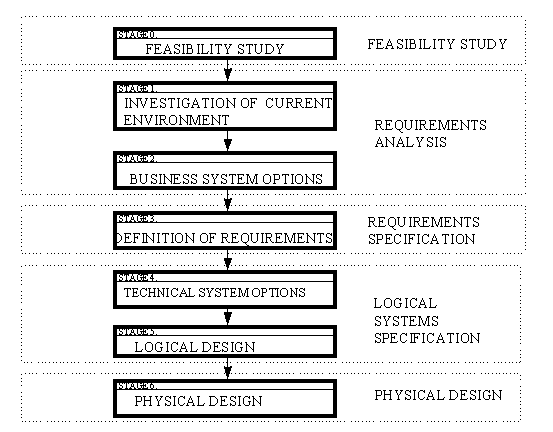 STAGE 0.
FEASIBILITY STUDY
FEASIBILITY STUDY
STAGE 1.
INVESTIGATION OF CURRENT
ENVIRONMENT
REQUIREMENTS
ANALYSIS
STAGE 2.
BUSINESS SYSTEM OPTIONS
STAGE 3.
DEFINITION OF REQUIREMENTS
REQUIREMENTS
SPECIFICATION
STAGE 4.
TECHNICAL SYSTEM OPTIONS
LOGICAL
SYSTEMS
SPECIFICATION
STAGE 5.
LOGICAL DESIGN
STAGE 6.
PHYSICAL DESIGN
PHYSICAL DESIGN